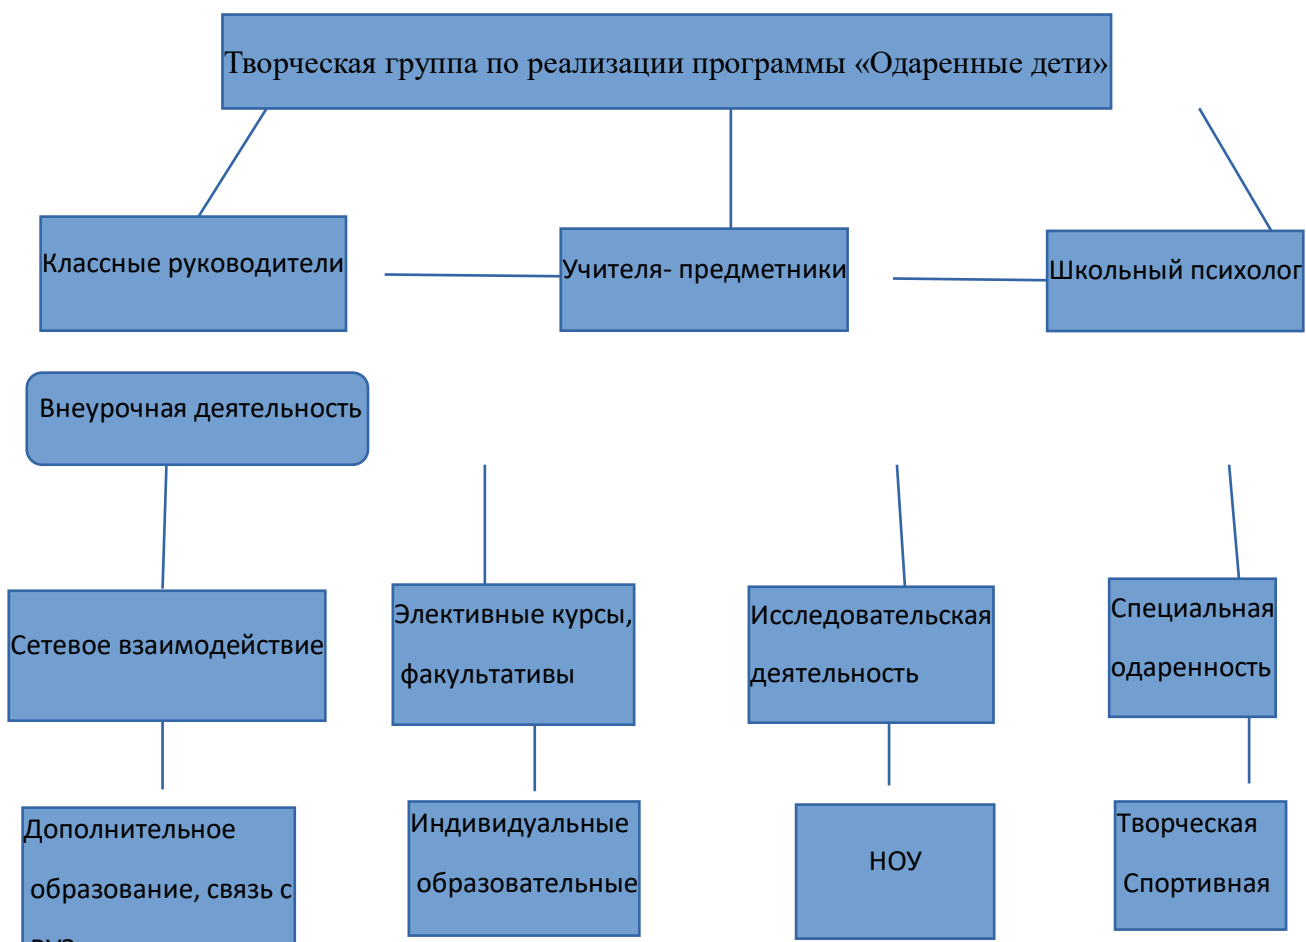 Творческая группа по реализации программы «Одаренные дети»
Классные руководители
Учителя- предметники
Школьный психолог
Внеурочная деятельность
Сетевое взаимодействие
Элективные курсы,
факультативы
Исследовательская
деятельность
Специальная
одаренность
Дополнительное
образование, связь с
Индивидуальные
образовательные
НОУ
Творческая
Спортивная